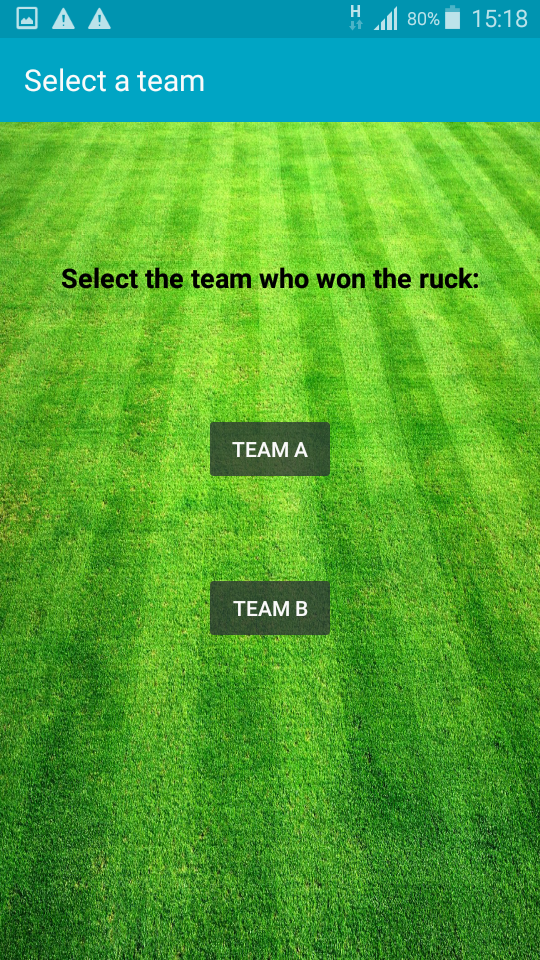 H 80% 15:18
Select a team
Select the team who won the ruck:
TEAM A
TEAM B